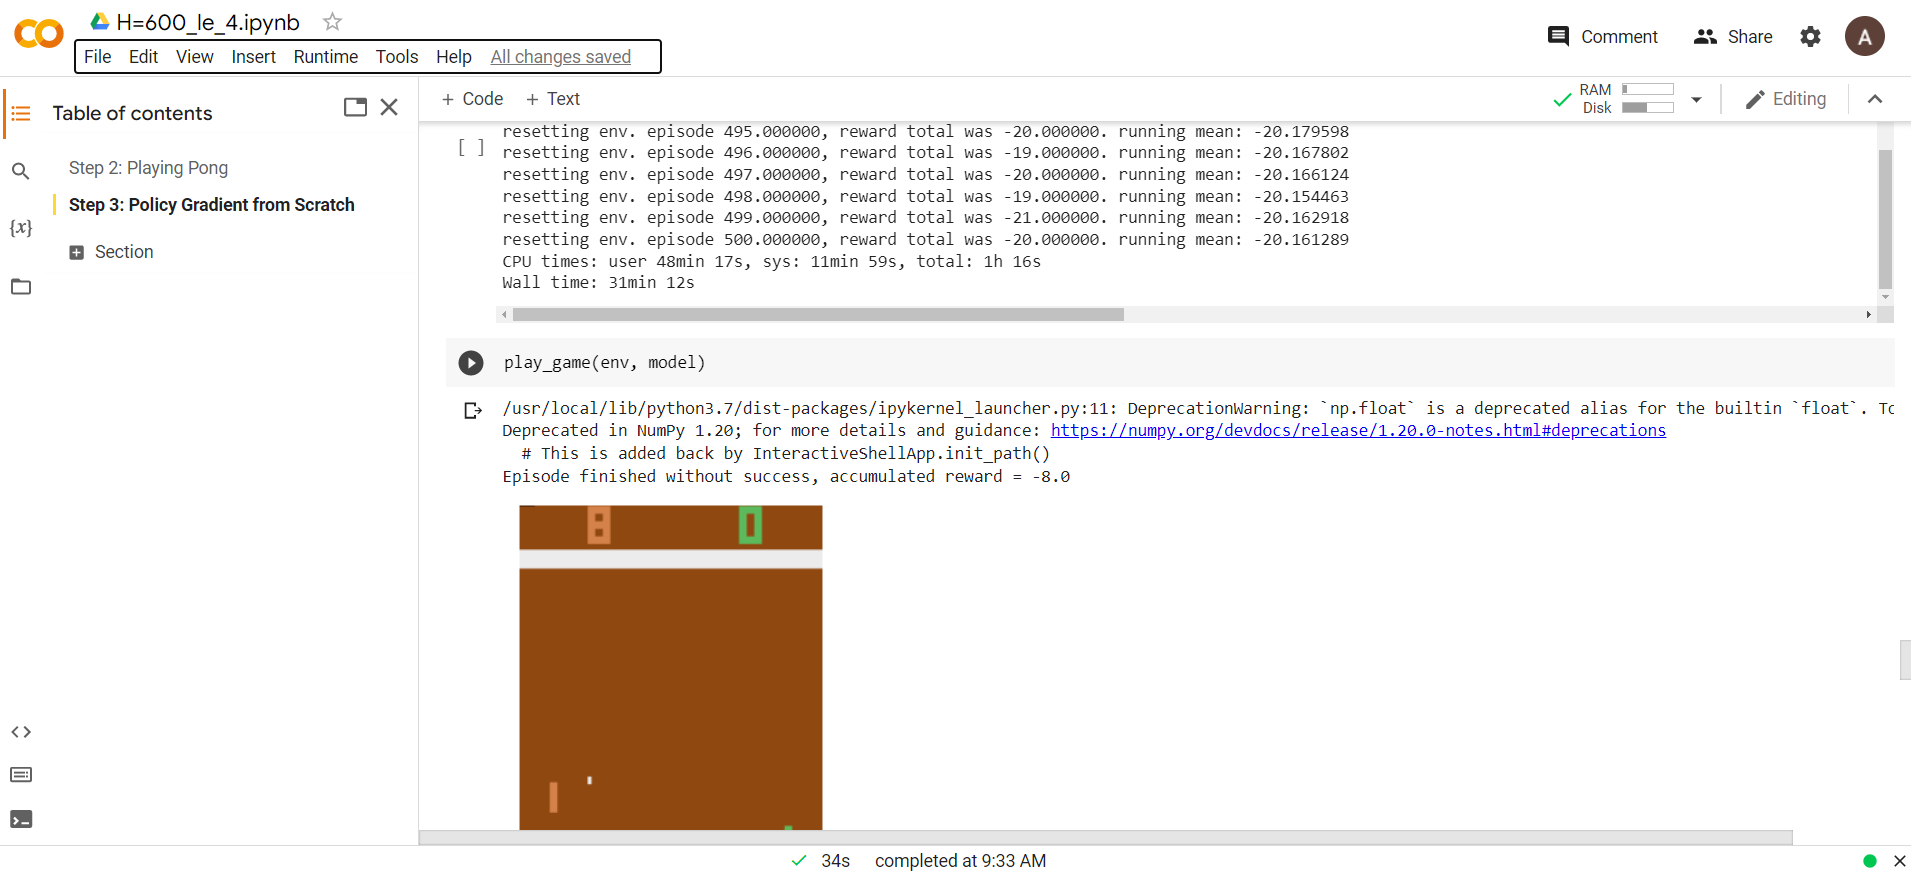 H=600_le_4.ipynb
File Edit View Insert Runtime Tools Help All changes saved
Comment Share A
Table of contents
+ Code + Text
RAM
Disk
Editing
Step 2: Playing Pong
Step 3: Policy Gradient from Scratch
Section
{x}
[ ]
resetting env. episode 495.000000, reward total was -20.000000. running mean: -20.179598
resetting env. episode 496.000000, reward total was -19.000000. running mean: -20.167802
resetting env. episode 497.000000, reward total was -20.000000. running mean: -20.166124
resetting env. episode 498.000000, reward total was -19.000000. running mean: -20.154463
resetting env. episode 499.000000, reward total was -21.000000. running mean: -20.162918
resetting env. episode 500.000000, reward total was -20.000000. running mean: -20.161289
CPU times: user 48min 17s, sys: 11min 59s, total: 1h 16s
Wall time: 31min 12s
play_game(env, model)
/usr/local/lib/python3.7/dist-packages/ipykernel_launcher.py:11: DeprecationWarning: `np.float` is a deprecated alias for the builtin `float`. To
Deprecated in NumPy 1.20; for more details and guidance: https://numpy.org/devdocs/release/1.20.0-notes.html#deprecations
# This is added back by InteractiveShellApp.init_path()
Episode finished without success, accumulated reward = -8.0
8 0
34s completed at 9:33 AM